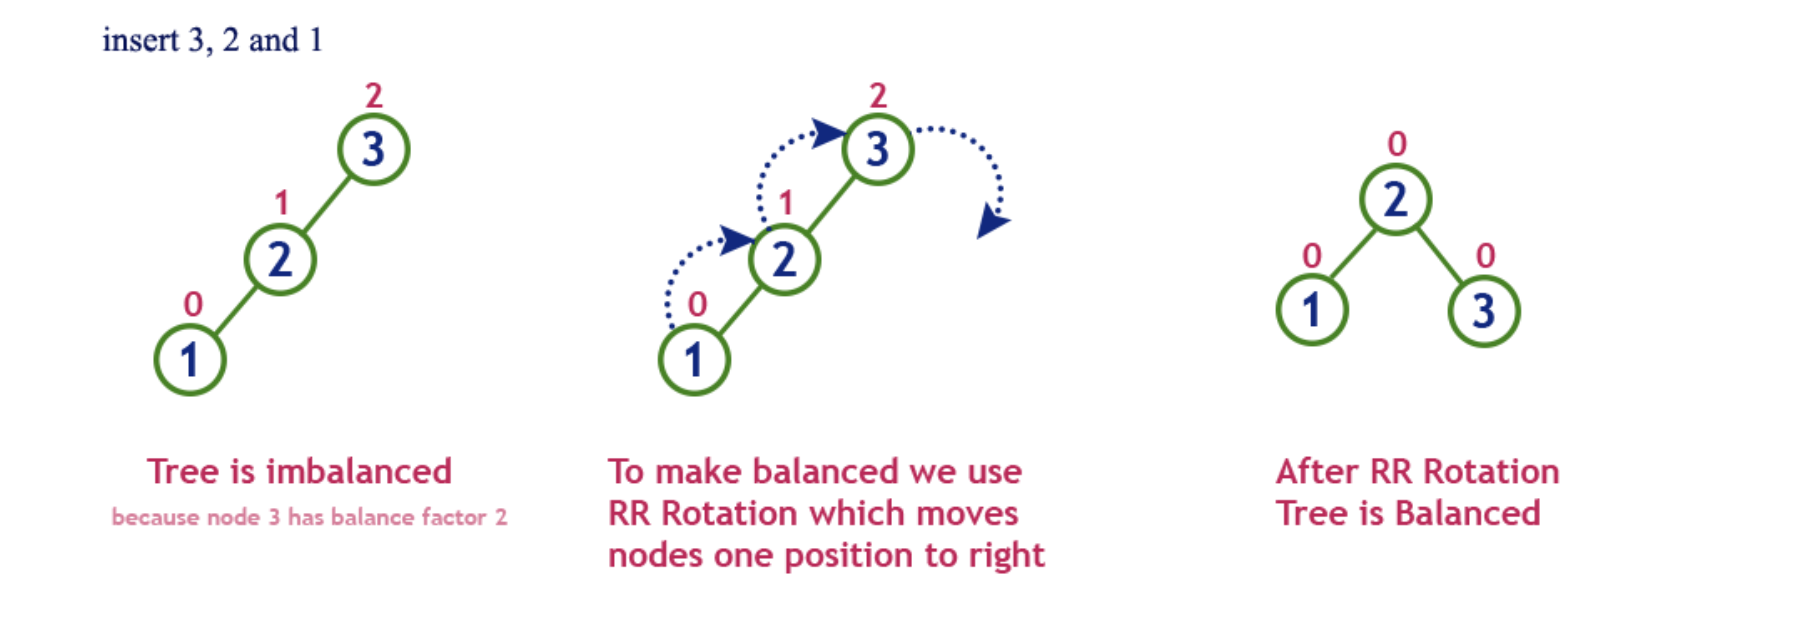 insert 3, 2 and 1
2
3
1
2
0
1
Tree is imbalanced
because node 3 has balance factor 2
2
3
1
2
0
1
To make balanced we use
RR Rotation which moves
nodes one position to right
0
2
0
0
1
3
After RR Rotation
Tree is Balanced